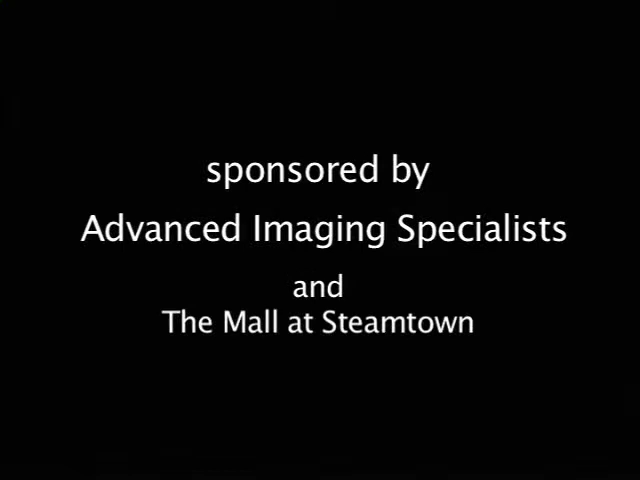 sponsored by
Advanced Imaging Specialists
and
The Mall at Steamtown